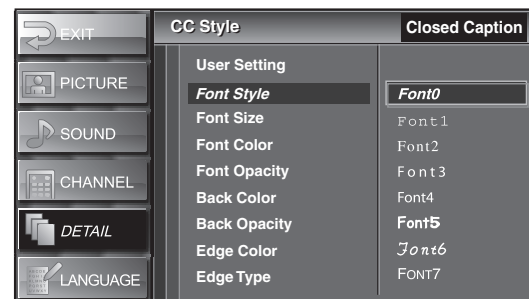 EXIT
PICTURE
SOUND
CHANNEL
DETAIL
LANGUAGE
CC Style
Closed Caption
User Setting
Font Style
Font Size
Font Color
Font Opacity
Back Color
Back Opacity
Edge Color
Edge Type
Font0
Font1
Font2
Font3
Font4
Font5
Font6
FONT7